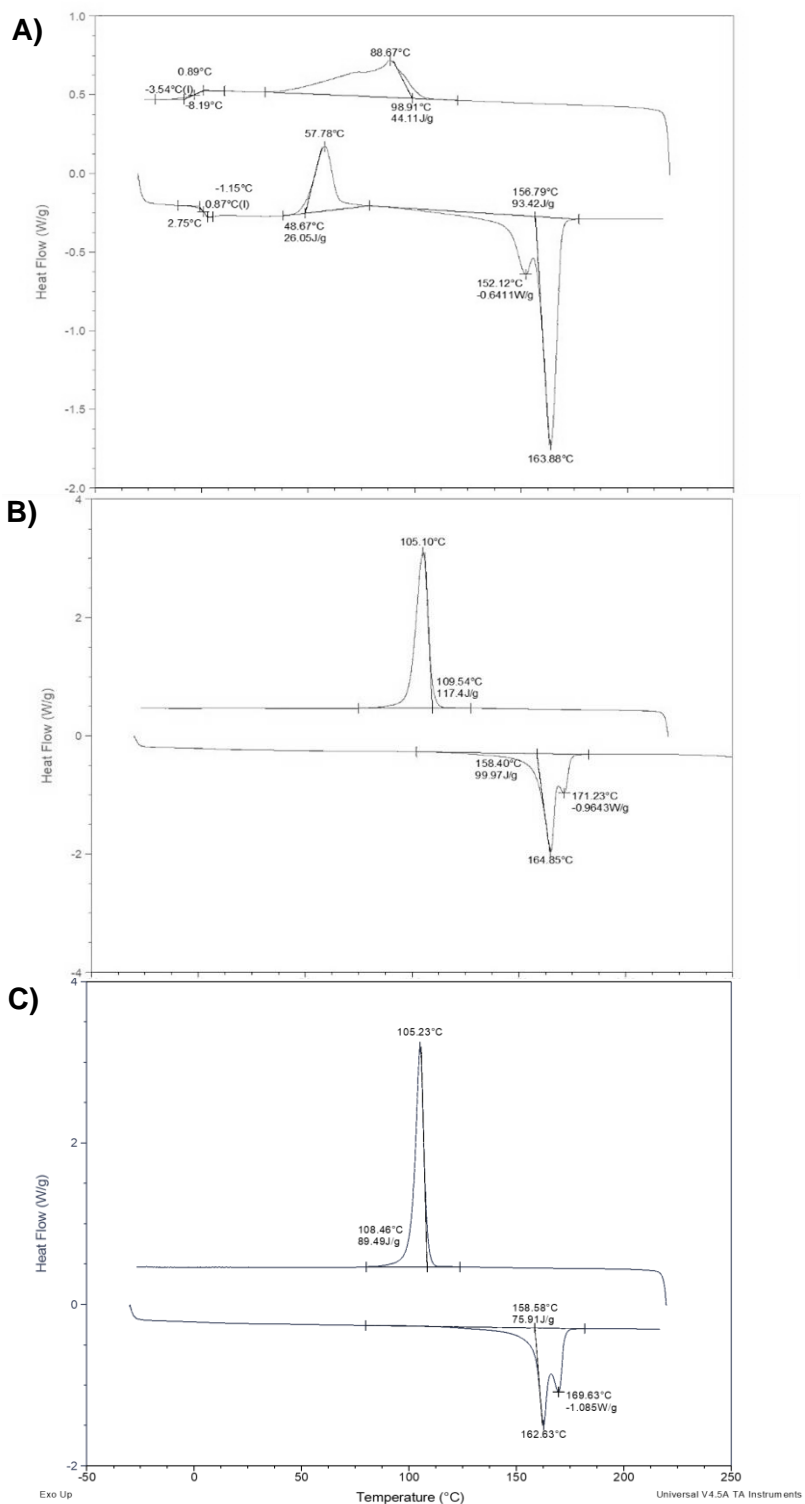 A)
1.0
88.67°C
0.89°C
-3.54°C(I)
-8.19°C
0.5
98.91°C
44.11J/g
57.78°C
0.0
-1.15°C
0.87°C(I)
2.75°C
156.79°C
93.42J/g
48.67°C
26.05J/g
-0.5
152.12°C
-0.6411W/g
Heat Flow (W/g)
-1.0
-1.5
163.88°C
-2.0
B)
4
105.10°C
2
109.54°C
117.4J/g
Heat Flow (W/g)
0
158.40°C
99.97J/g
171.23°C
-0.9643W/g
-2
164.85°C
-4
C)
4
105.23°C
2
108.46°C
89.49J/g
Heat Flow (W/g)
0
158.58°C
75.91J/g
169.63°C
-1.085W/g
162.63°C
-2
-50 0 50 100 150 200 250
Exo Up Temperature (°C) Universal V4.5A TA Instruments